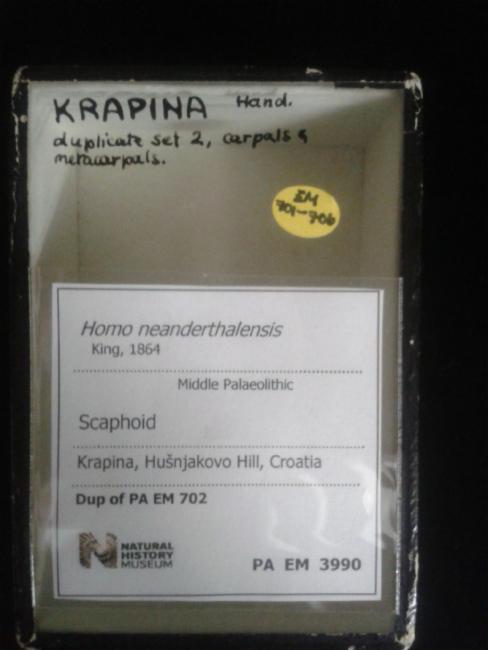 KRAPINA Hand.
duplicate set 2, carpals &
metacarpals.
EM
701-706
Homo neanderthalensis
King, 1864
Middle Palaeolithic
Scaphoid
Krapina, Hušnjakovo Hill, Croatia
Dup of PA EM 702
NATURAL
HISTORY
MUSEUM
PA EM 3990